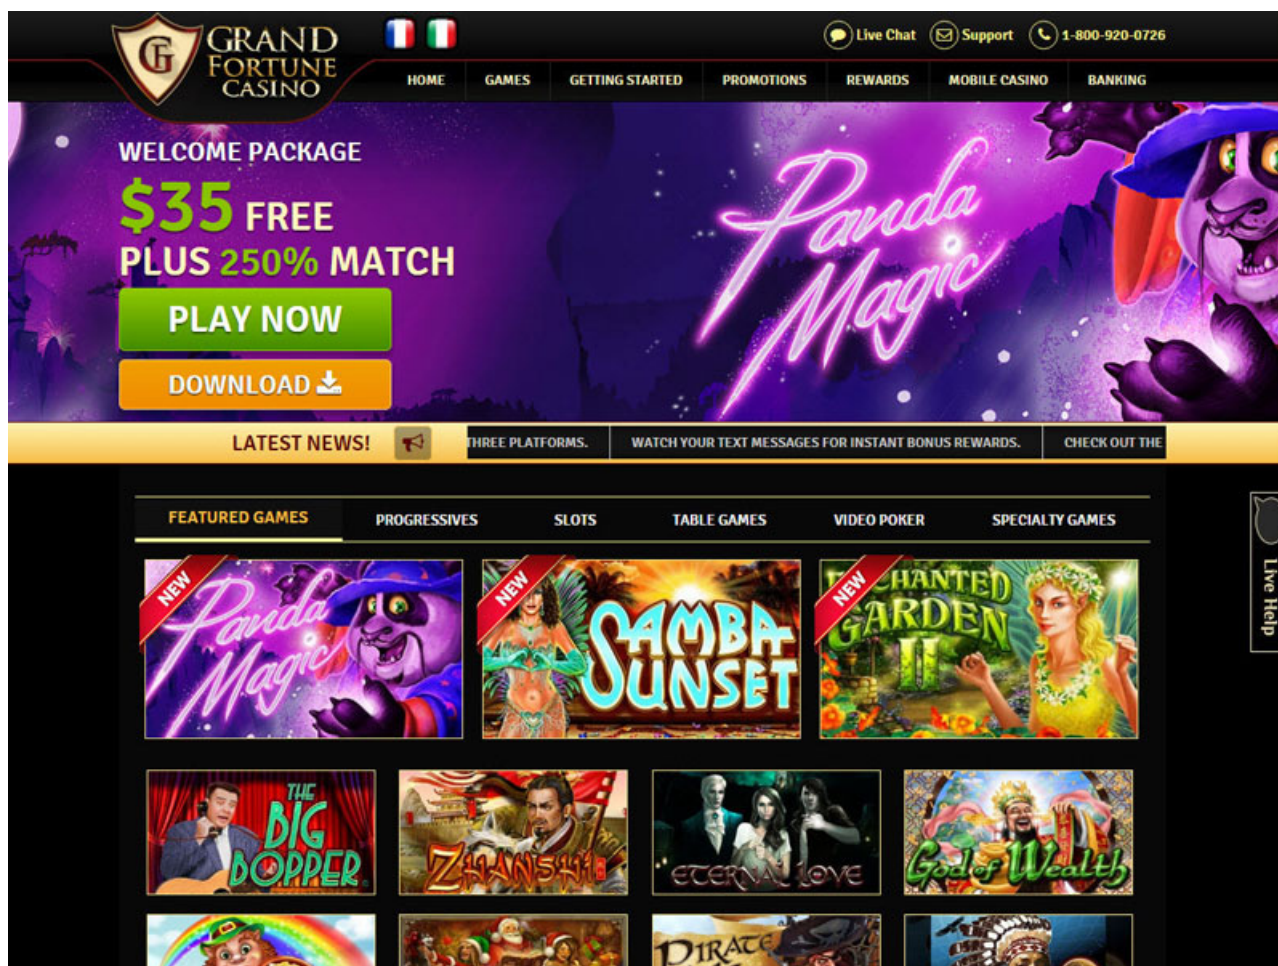 GF
GRAND
FORTUNE
CASINO
Live Chat
Support
1-800-920-0726
HOME
GAMES
GETTING STARTED
PROMOTIONS
REWARDS
MOBILE CASINO
BANKING
WELCOME PACKAGE
$35 FREE
PLUS 250% MATCH
PLAY NOW
DOWNLOAD
Panda
Magic
LATEST NEWS!
THREE PLATFORMS.
WATCH YOUR TEXT MESSAGES FOR INSTANT BONUS REWARDS.
CHECK OUT THE
Live Help
FEATURED GAMES
PROGRESSIVES
SLOTS
TABLE GAMES
VIDEO POKER
SPECIALTY GAMES
NEW
Panda
Magic
NEW
SAMBA
SUNSET
NEW
ENCHANTED
GARDEN
II
THE
BIG
BOPPER
ZHANSHI
ETERNAL LOVE
God of Wealth
PIRATE